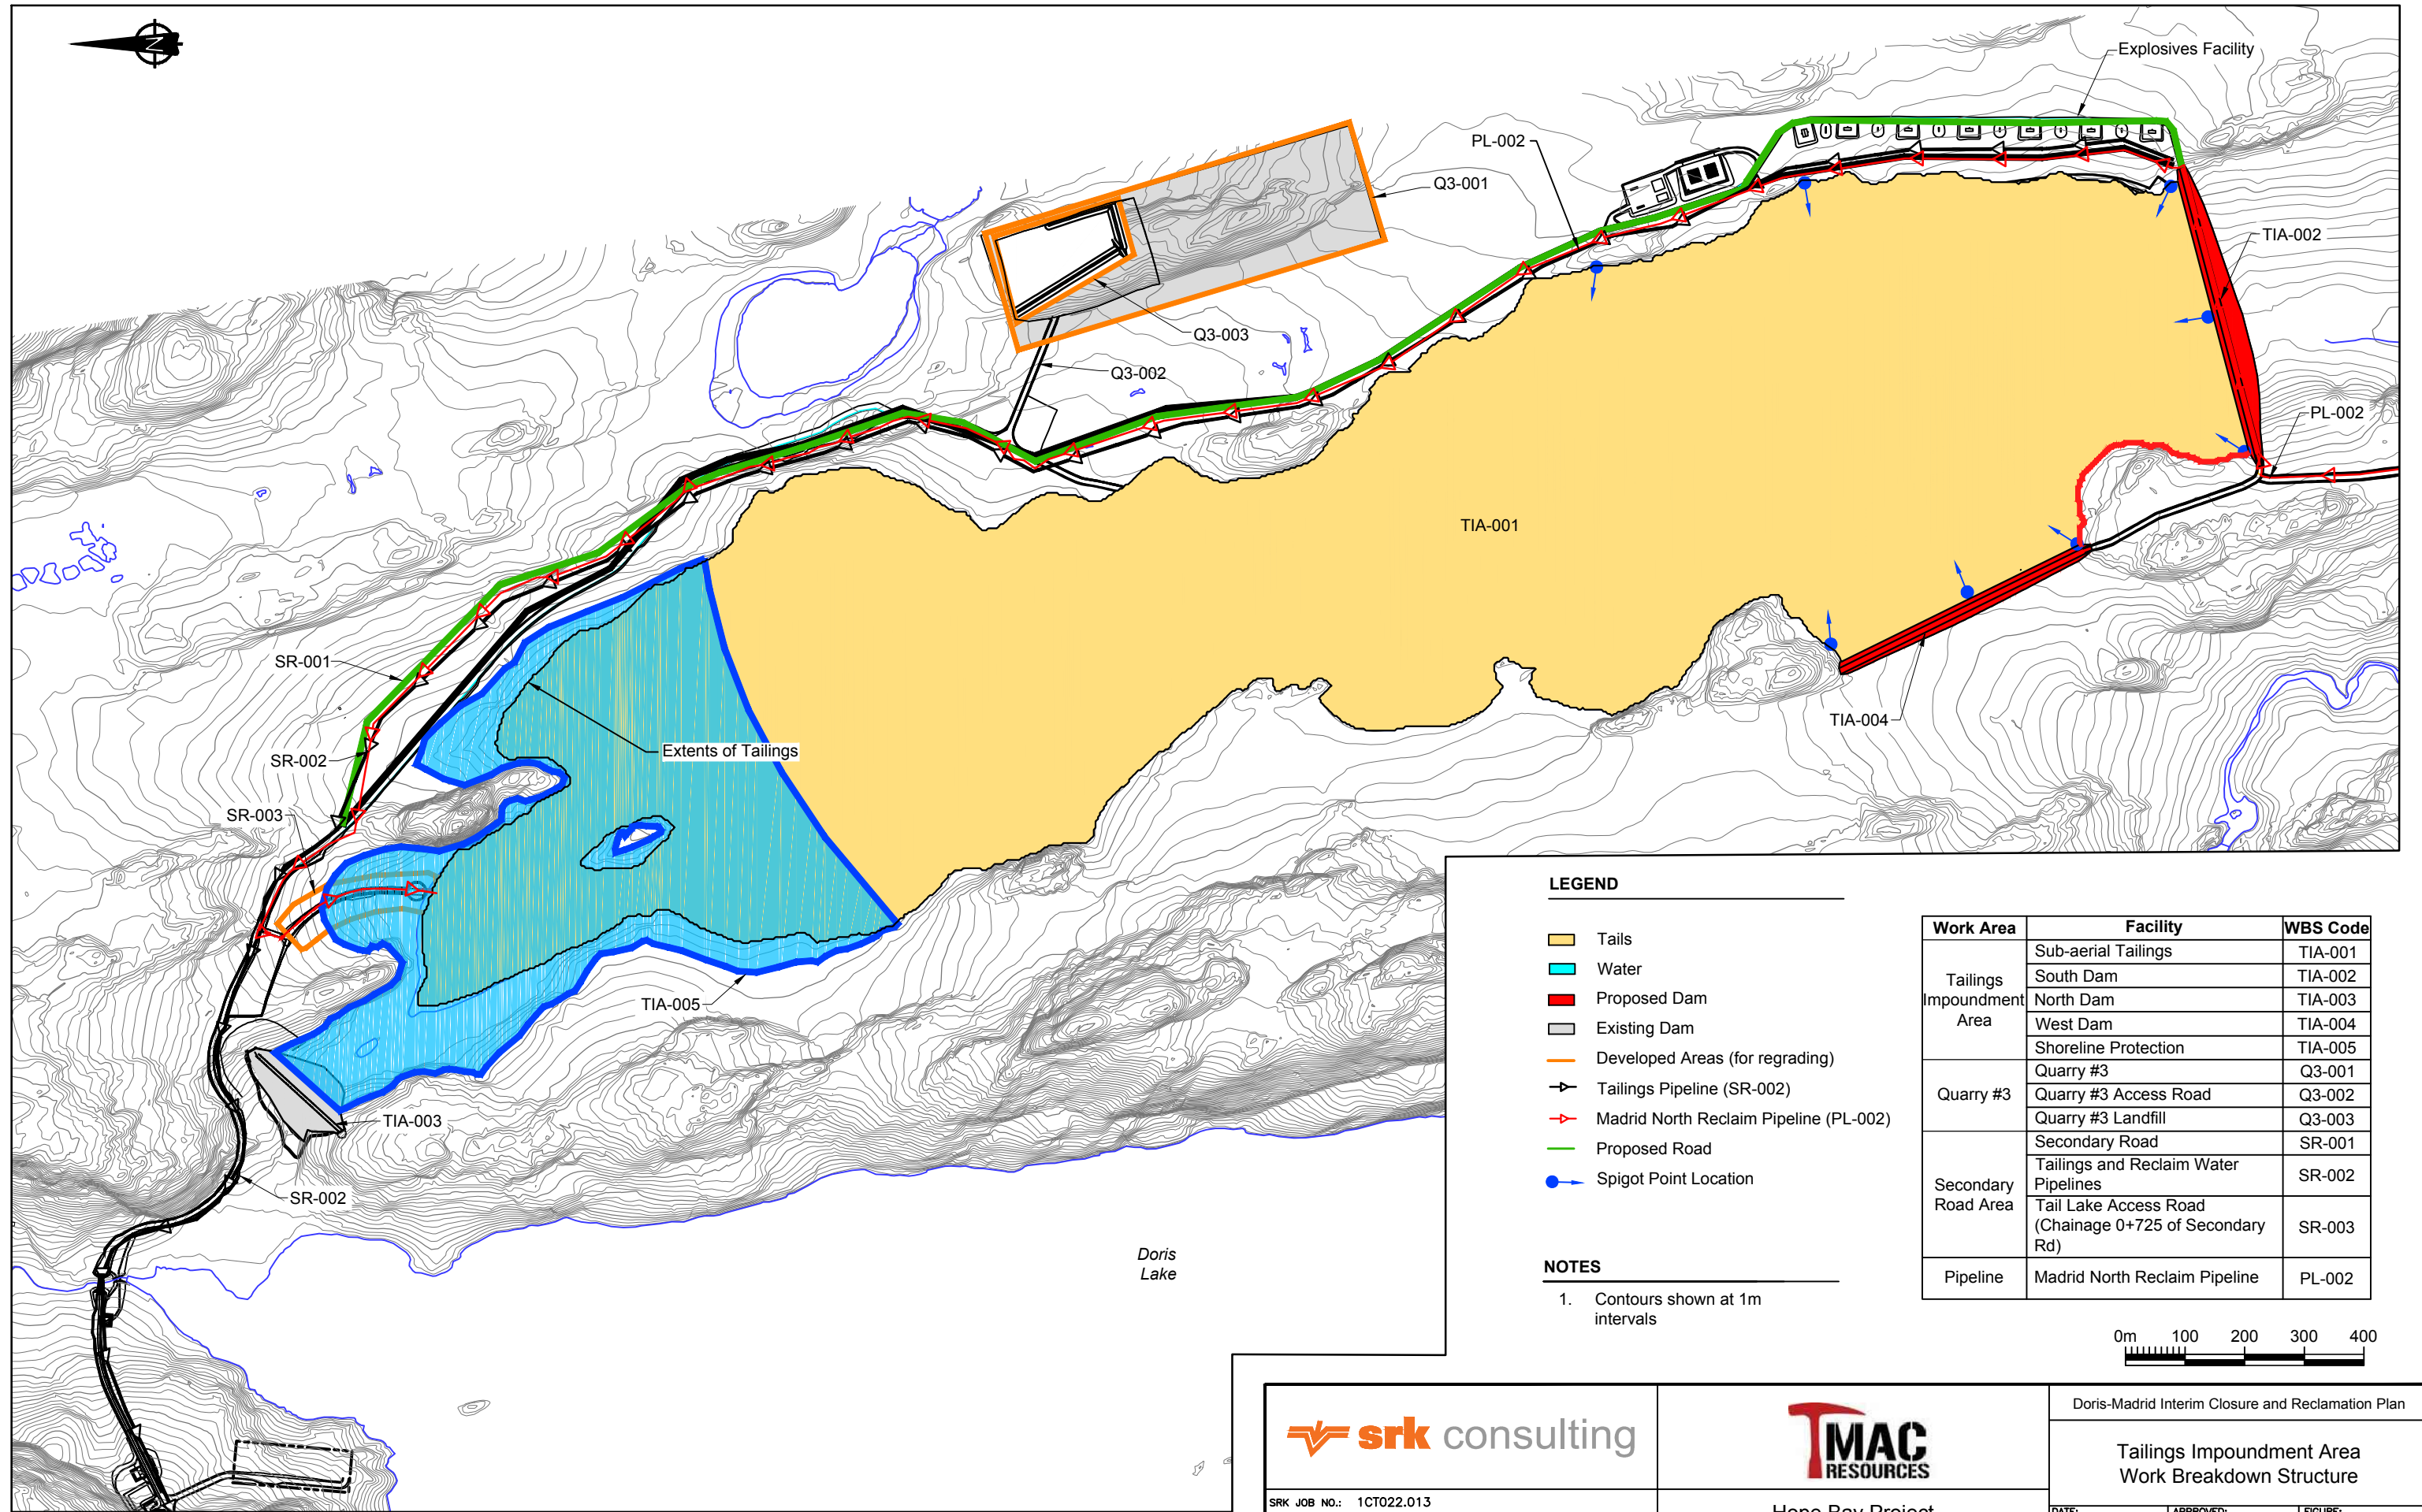 N
Explosives Facility
PL-002
Q3-001
TIA-002
Q3-003
Q3-002
PL-002
TIA-001
SR-001
SR-002
Extents of Tailings
TIA-004
SR-003
TIA-005
TIA-003
SR-002
Doris
Lake
LEGEND
Tails
Water
Proposed Dam
Existing Dam
Developed Areas (for regrading)
Tailings Pipeline (SR-002)
Madrid North Reclaim Pipeline (PL-002)
Proposed Road
Spigot Point Location
NOTES
1. Contours shown at 1m
intervals
Work Area Facility WBS Code
Tailings
Impoundment
Area
Sub-aerial Tailings TIA-001
South Dam TIA-002
North Dam TIA-003
West Dam TIA-004
Shoreline Protection TIA-005
Quarry #3
Quarry #3 Q3-001
Quarry #3 Access Road Q3-002
Quarry #3 Landfill Q3-003
Secondary
Road Area
Secondary Road SR-001
Tailings and Reclaim Water
Pipelines SR-002
Tail Lake Access Road
(Chainage 0+725 of Secondary
Rd) SR-003
Pipeline Madrid North Reclaim Pipeline PL-002
0m 100 200 300 400
srk consulting
TMAC
RESOURCES
Doris-Madrid Interim Closure and Reclamation Plan
Tailings Impoundment Area
Work Breakdown Structure
SRK JOB NO.: 1CT022.013
Hope Bay Project
DATE: APPROVED: FIGURE: